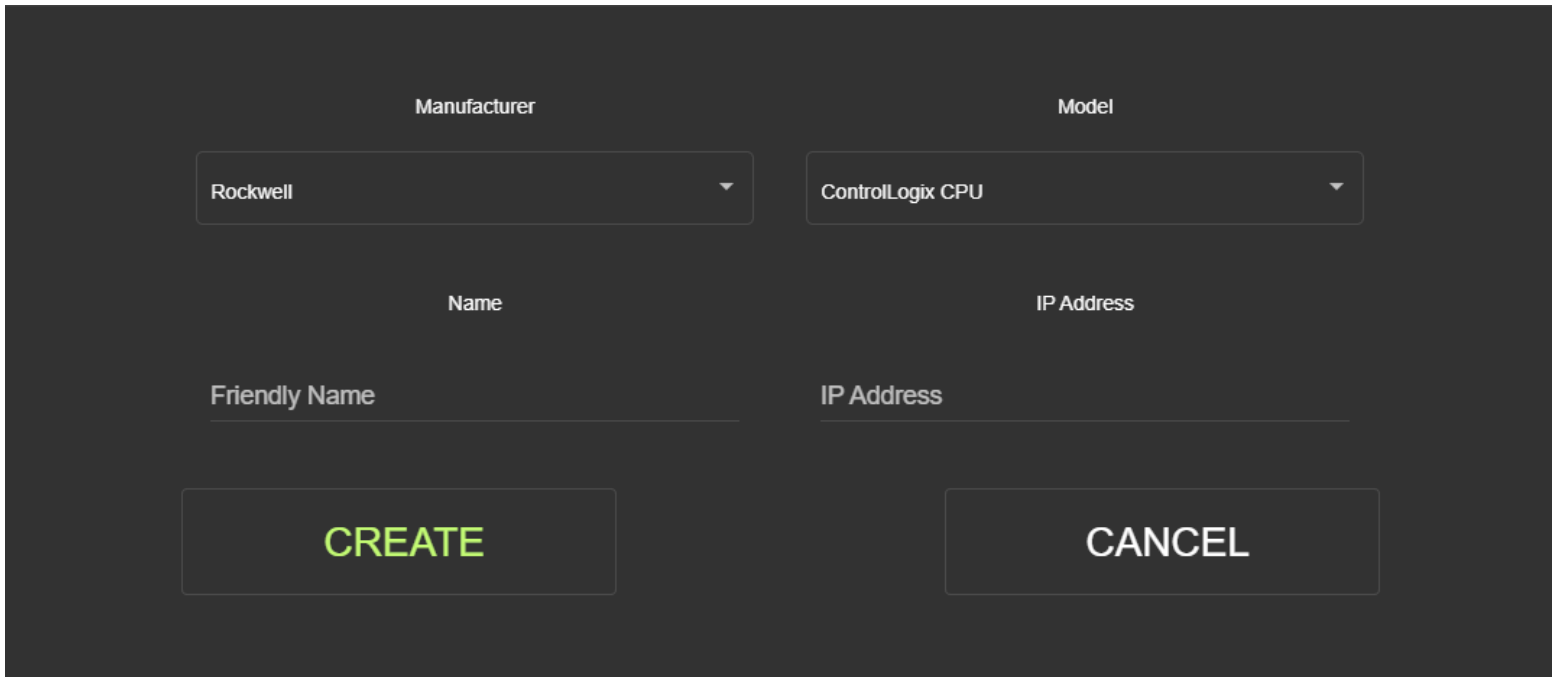 Manufacturer
Model
Rockwell
ControlLogix CPU
Name
IP Address
Friendly Name
IP Address
CREATE
CANCEL